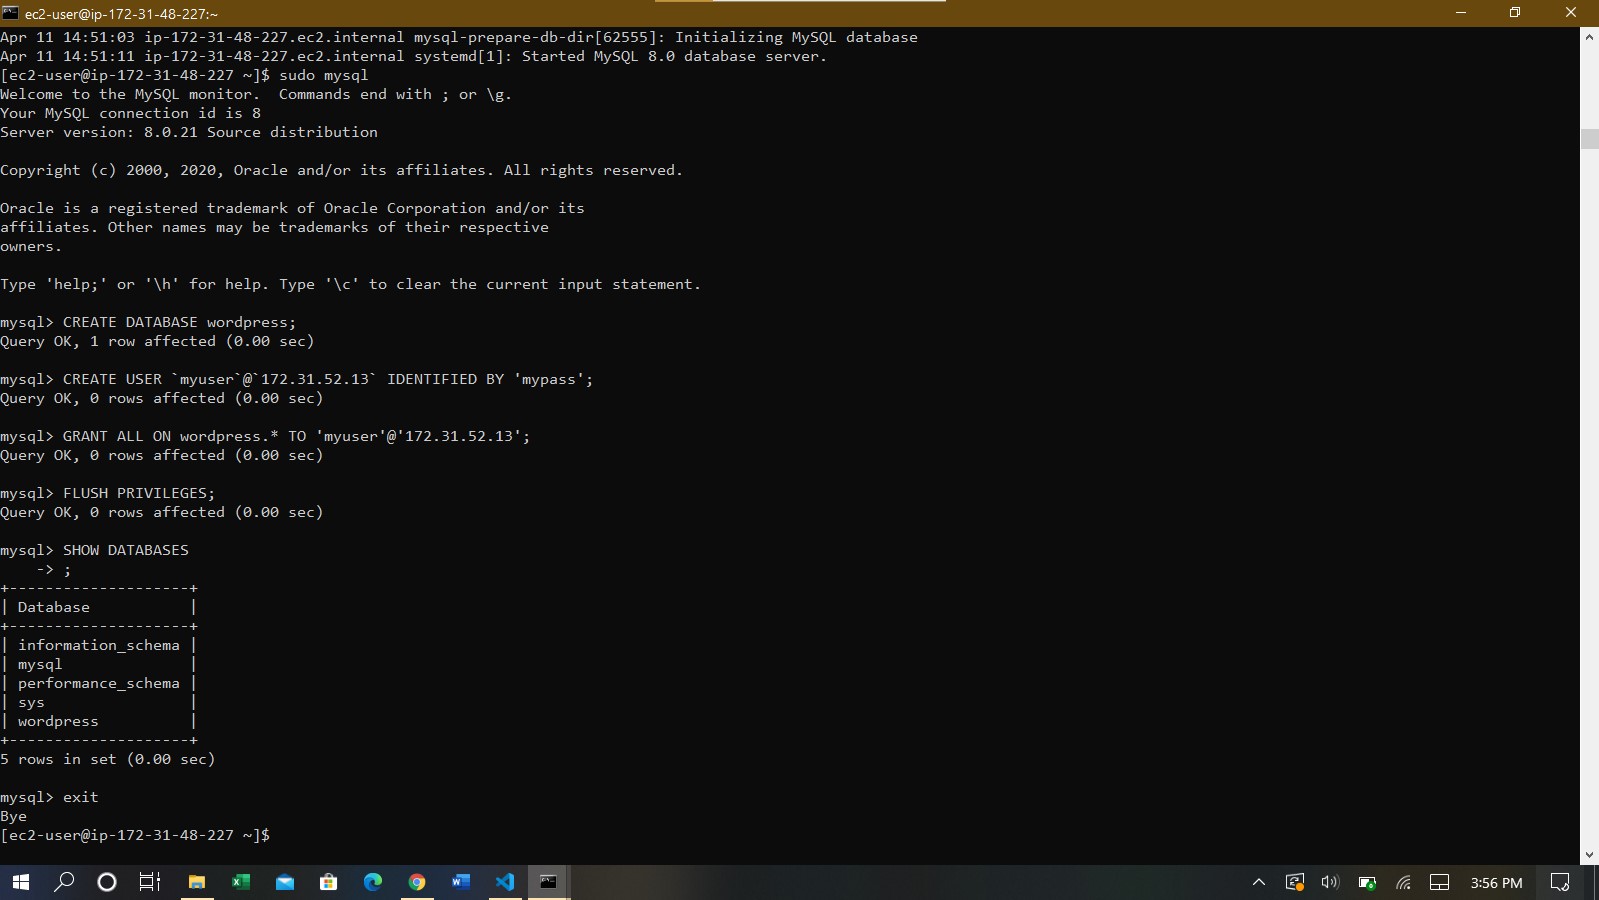 ec2-user@ip-172-31-48-227:~
Apr 11 14:51:03 ip-172-31-48-227.ec2.internal mysql-prepare-db-dir[62555]: Initializing MySQL database
Apr 11 14:51:11 ip-172-31-48-227.ec2.internal systemd[1]: Started MySQL 8.0 database server.
[ec2-user@ip-172-31-48-227 ~]$ sudo mysql
Welcome to the MySQL monitor.  Commands end with ; or \g.
Your MySQL connection id is 8
Server version: 8.0.21 Source distribution
Copyright (c) 2000, 2020, Oracle and/or its affiliates. All rights reserved.
Oracle is a registered trademark of Oracle Corporation and/or its
affiliates. Other names may be trademarks of their respective
owners.
Type 'help;' or '\h' for help. Type '\c' to clear the current input statement.
mysql> CREATE DATABASE wordpress;
Query OK, 1 row affected (0.00 sec)
mysql> CREATE USER `myuser`@`172.31.52.13` IDENTIFIED BY 'mypass';
Query OK, 0 rows affected (0.00 sec)
mysql> GRANT ALL ON wordpress.* TO 'myuser'@'172.31.52.13';
Query OK, 0 rows affected (0.00 sec)
mysql> FLUSH PRIVILEGES;
Query OK, 0 rows affected (0.00 sec)
mysql> SHOW DATABASES
    -> ;
+--------------------+
| Database           |
+--------------------+
| information_schema |
| mysql              |
| performance_schema |
| sys                |
| wordpress          |
+--------------------+
5 rows in set (0.00 sec)
mysql> exit
Bye
[ec2-user@ip-172-31-48-227 ~]$
3:56 PM